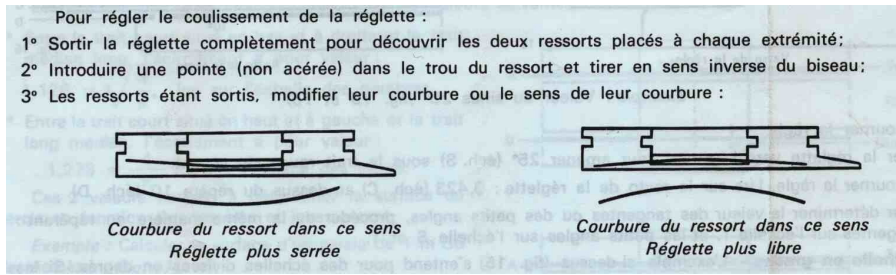 Pour régler le coulissement de la réglette :
1° Sortir la réglette complètement pour découvrir les deux ressorts placés à chaque extrémité;
2° Introduire une pointe (non acérée) dans le trou du ressort et tirer en sens inverse du biseau;
3° Les ressorts étant sortis, modifier leur courbure ou le sens de leur courbure :
Courbure du ressort dans ce sens
Réglette plus serrée
Courbure du ressort dans ce sens
Réglette plus libre